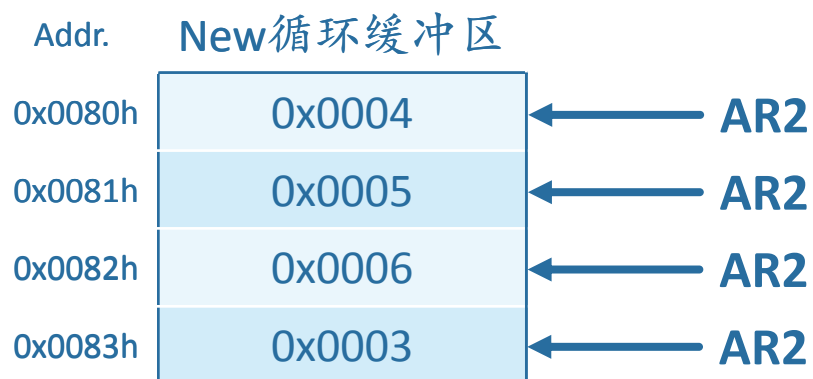 Addr. New循环缓冲区
0x0080h 0x0004 AR2
0x0081h 0x0005 AR2
0x0082h 0x0006 AR2
0x0083h 0x0003 AR2